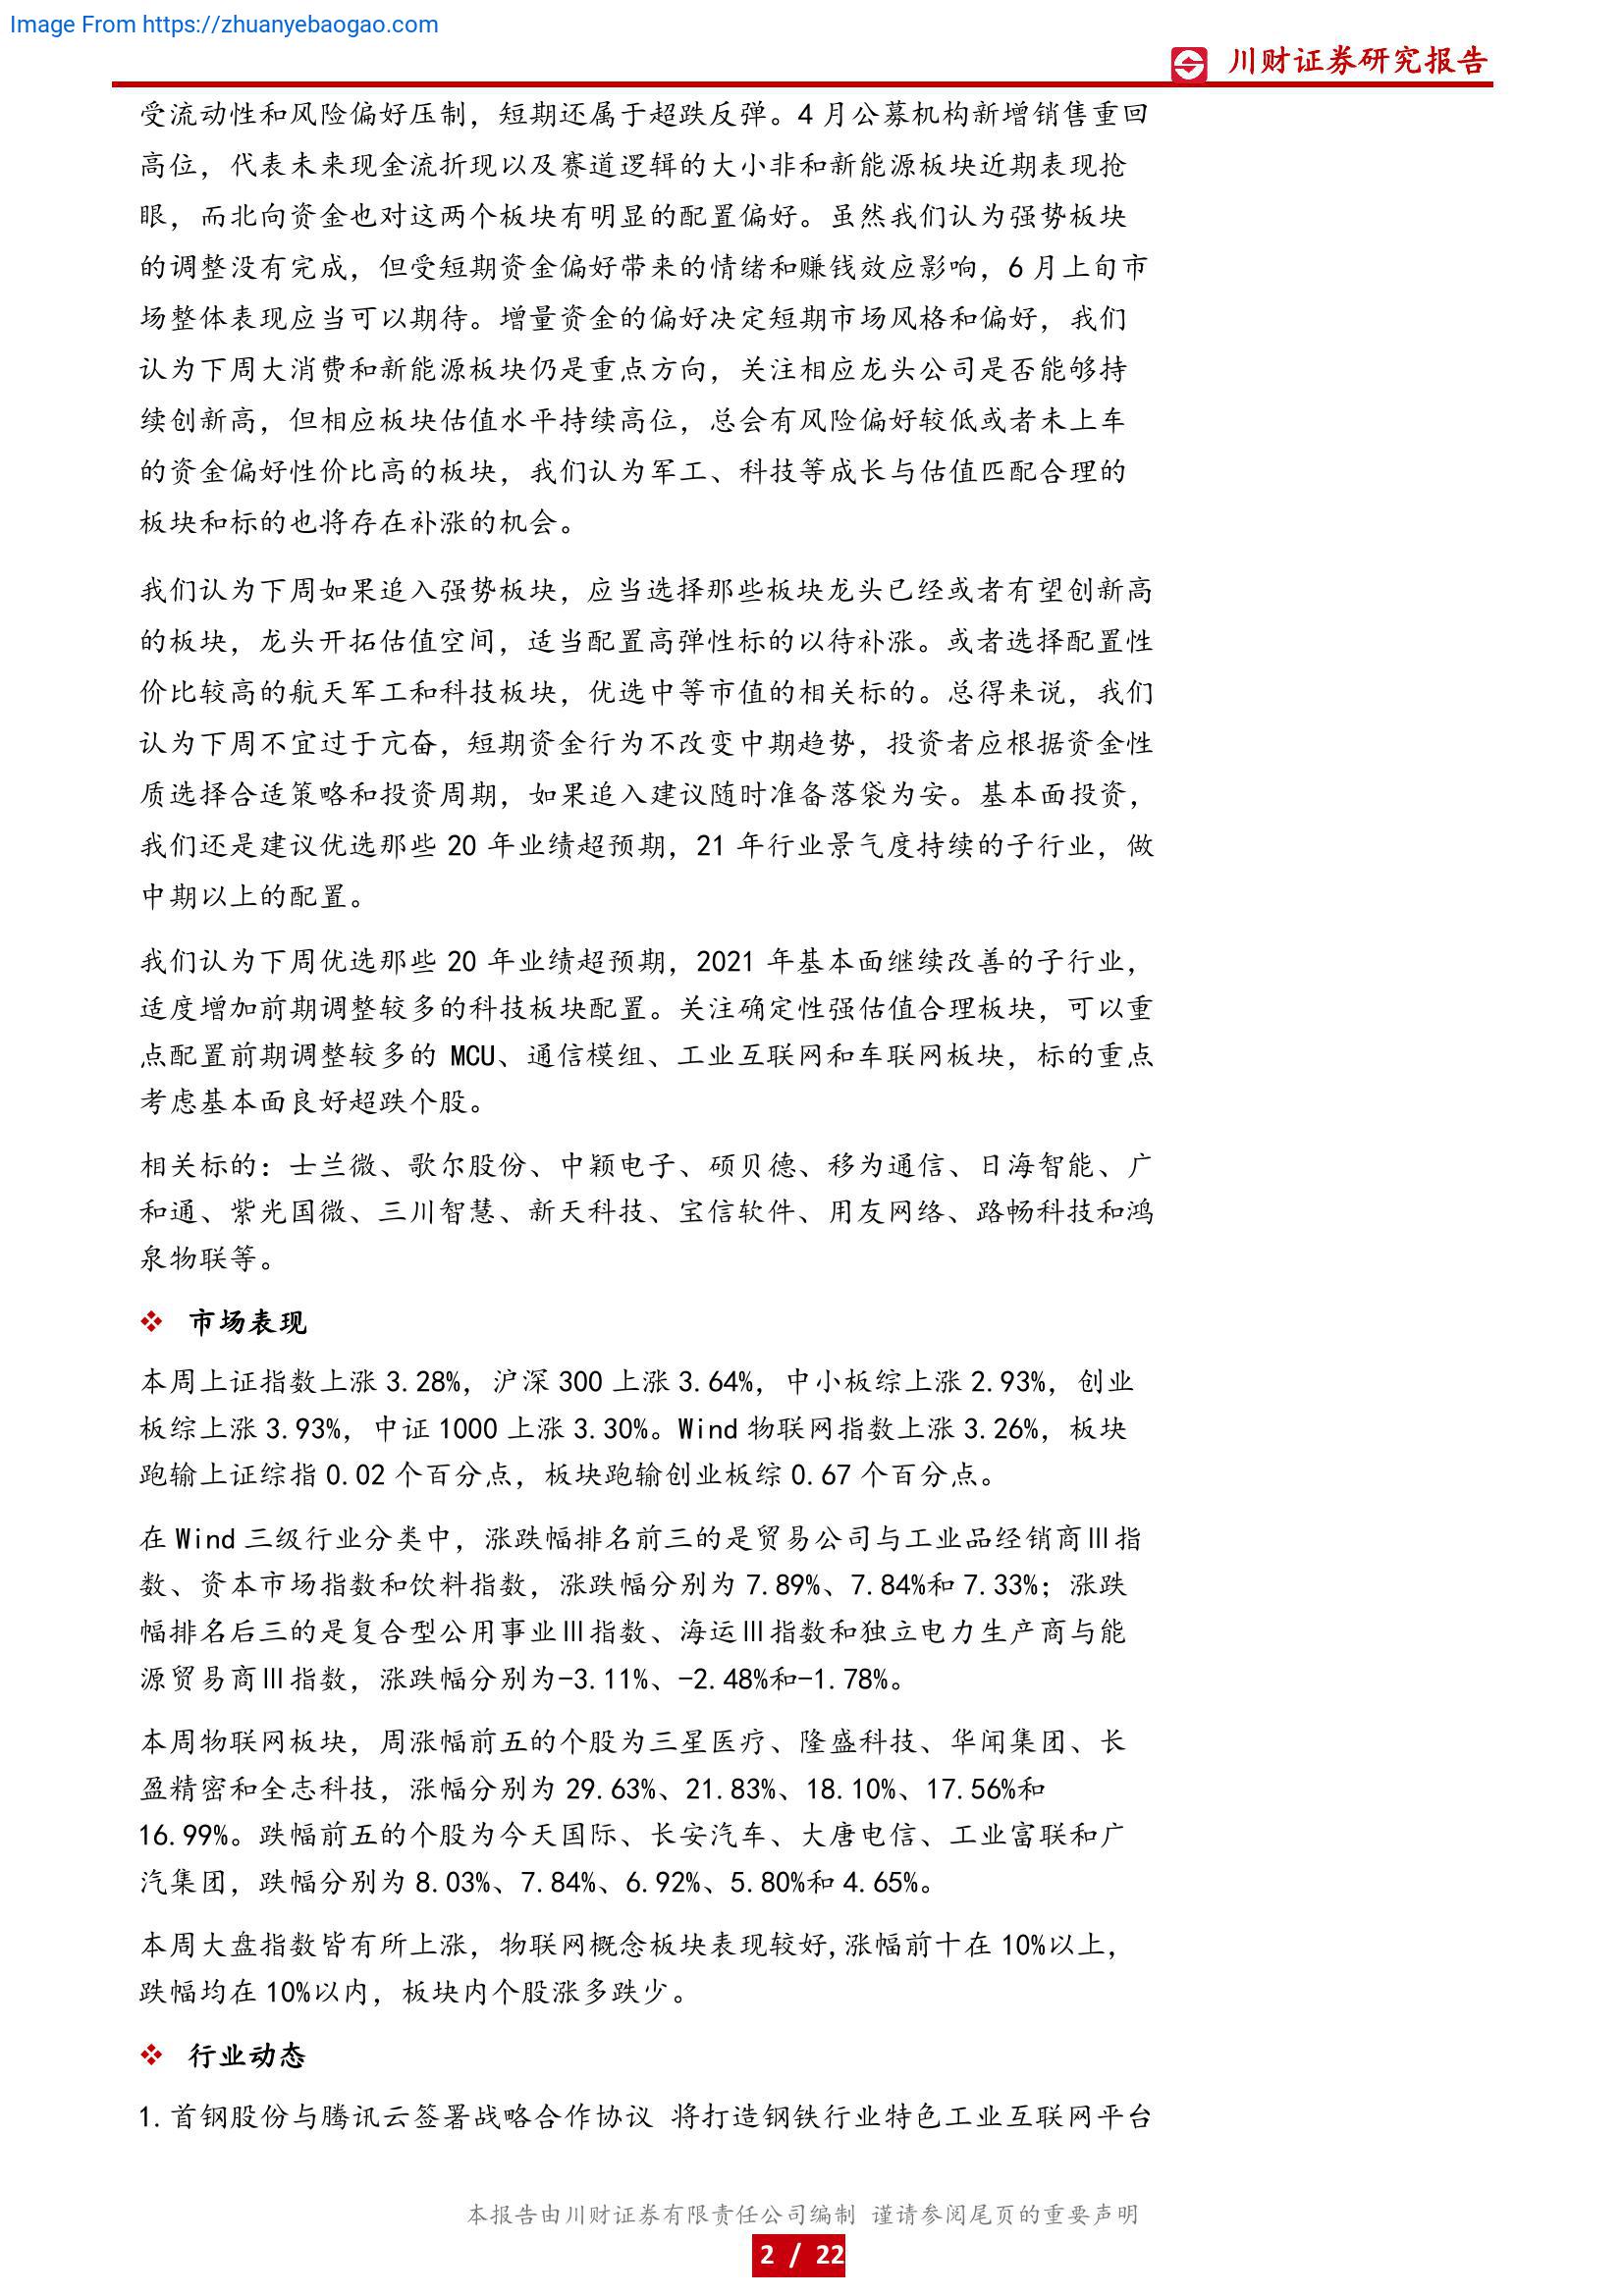 Image From https://zhuanyebaogao.com
川财证券研究报告
受流动性和风险偏好压制，短期还属于超跌反弹。4 月公募机构新增销售重回
高位，代表未来现金流折现以及赛道逻辑的大小非和新能源板块近期表现抢
眼，而北向资金也对这两个板块有明显的配置偏好。虽然我们认为强势板块
的调整没有完成，但受短期资金偏好带来的情绪和赚钱效应影响，6 月上旬市
场整体表现应当可以期待。增量资金的偏好决定短期市场风格和偏好，我们
认为下周大消费和新能源板块仍是重点方向，关注相应龙头公司是否能够持
续创新高，但相应板块估值水平持续高位，总会有风险偏好较低或者未上车
的资金偏好性价比高的板块，我们认为军工、科技等成长与估值匹配合理的
板块和标的也将存在补涨的机会。
我们认为下周如果追入强势板块，应当选择那些板块龙头已经或者有望创新高
的板块，龙头开拓估值空间，适当配置高弹性标的以待补涨。或者选择配置性
价比较高的航天军工和科技板块，优选中等市值的相关标的。总得来说，我们
认为下周不宜过于亢奋，短期资金行为不改变中期趋势，投资者应根据资金性
质选择合适策略和投资周期，如果追入建议随时准备落袋为安。基本面投资，
我们还是建议优选那些 20 年业绩超预期，21 年行业景气度持续的子行业，做
中期以上的配置。
我们认为下周优选那些 20 年业绩超预期，2021 年基本面继续改善的子行业，
适度增加前期调整较多的科技板块配置。关注确定性强估值合理板块，可以重
点配置前期调整较多的 MCU、通信模组、工业互联网和车联网板块，标的重点
考虑基本面良好超跌个股。
相关标的：士兰微、歌尔股份、中颖电子、硕贝德、移为通信、日海智能、广
和通、紫光国微、三川智慧、新天科技、宝信软件、用友网络、路畅科技和鸿
泉物联等。
❖ 市场表现
本周上证指数上涨 3.28%，沪深 300 上涨 3.64%，中小板综上涨 2.93%，创业
板综上涨 3.93%，中证 1000 上涨 3.30%。Wind 物联网指数上涨 3.26%，板块
跑输上证综指 0.02 个百分点，板块跑输创业板综 0.67 个百分点。
在 Wind 三级行业分类中，涨跌幅排名前三的是贸易公司与工业品经销商Ⅲ指
数、资本市场指数和饮料指数，涨跌幅分别为 7.89%、7.84%和 7.33%；涨跌
幅排名后三的是复合型公用事业Ⅲ指数、海运Ⅲ指数和独立电力生产商与能
源贸易商Ⅲ指数，涨跌幅分别为-3.11%、-2.48%和-1.78%。
本周物联网板块，周涨幅前五的个股为三星医疗、隆盛科技、华闻集团、长
盈精密和全志科技，涨幅分别为 29.63%、21.83%、18.10%、17.56%和
16.99%。跌幅前五的个股为今天国际、长安汽车、大唐电信、工业富联和广
汽集团，跌幅分别为 8.03%、7.84%、6.92%、5.80%和 4.65%。
本周大盘指数皆有所上涨，物联网概念板块表现较好,涨幅前十在 10%以上，
跌幅均在 10%以内，板块内个股涨多跌少。
❖ 行业动态
1.首钢股份与腾讯云签署战略合作协议 将打造钢铁行业特色工业互联网平台
本报告由川财证券有限责任公司编制 谨请参阅尾页的重要声明
2 / 22